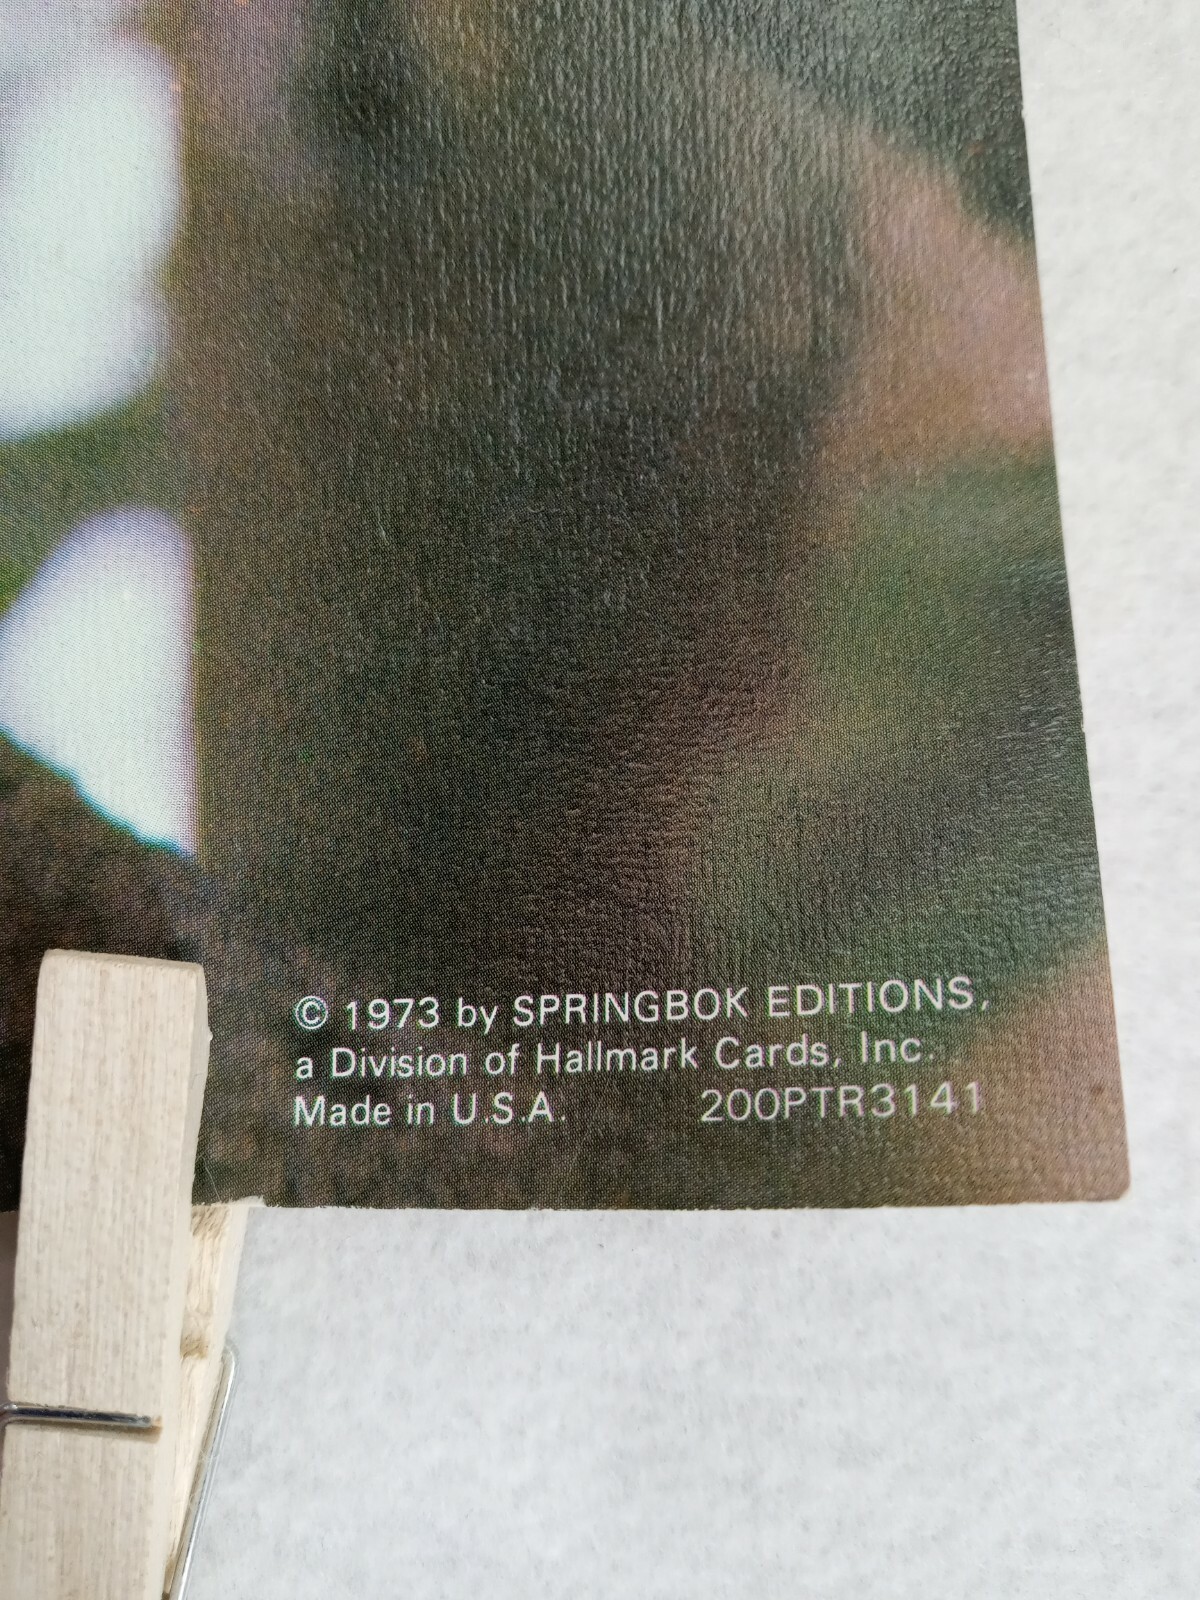 © 1973 by SPRINGBOK EDITIONS,
a Division of Hallmark Cards, Inc.
Made in U.S.A. 200PTR3141